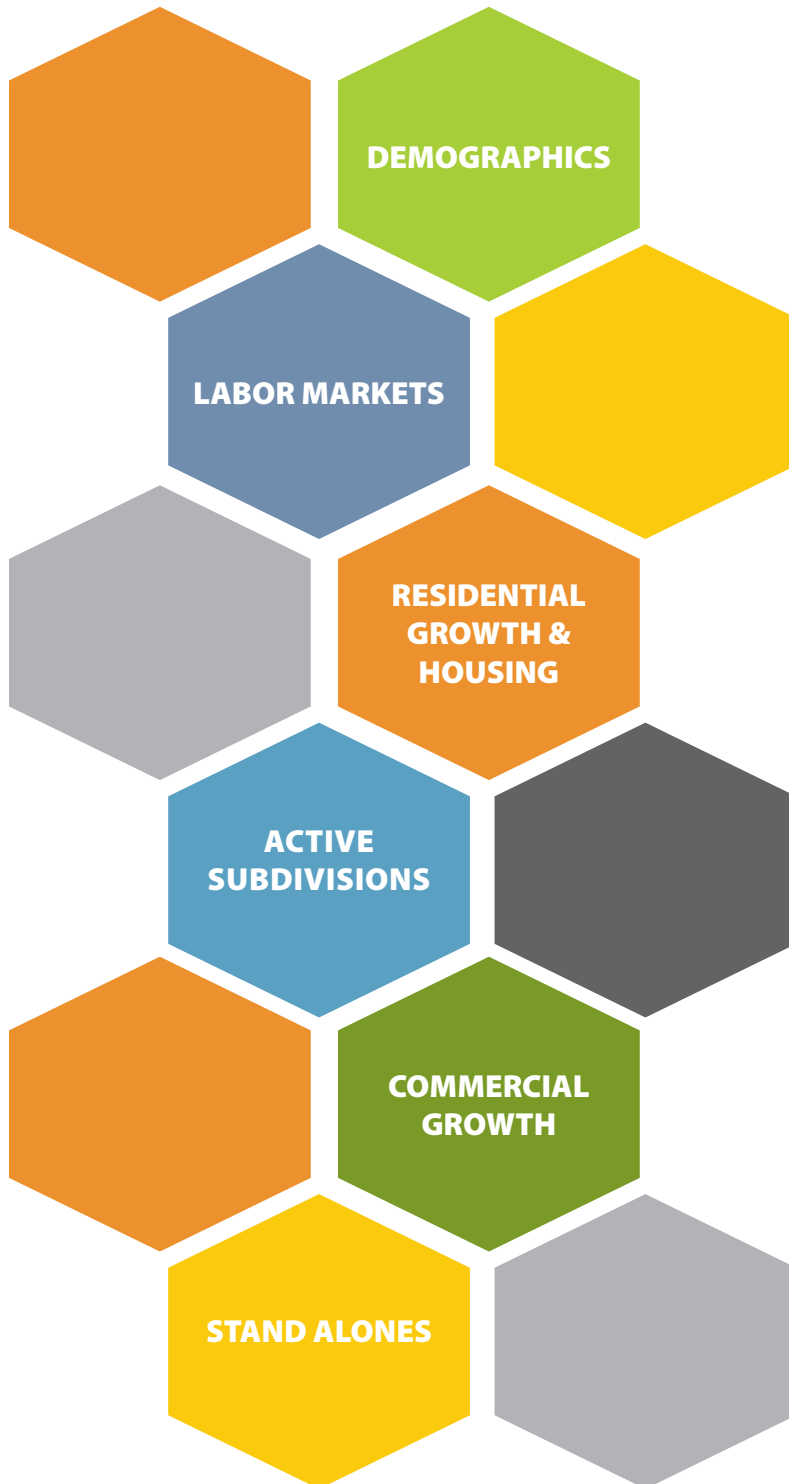 DEMOGRAPHICS
LABOR MARKETS
RESIDENTIAL
GROWTH &
HOUSING
ACTIVE
SUBDIVISIONS
COMMERCIAL
GROWTH
STAND ALONES